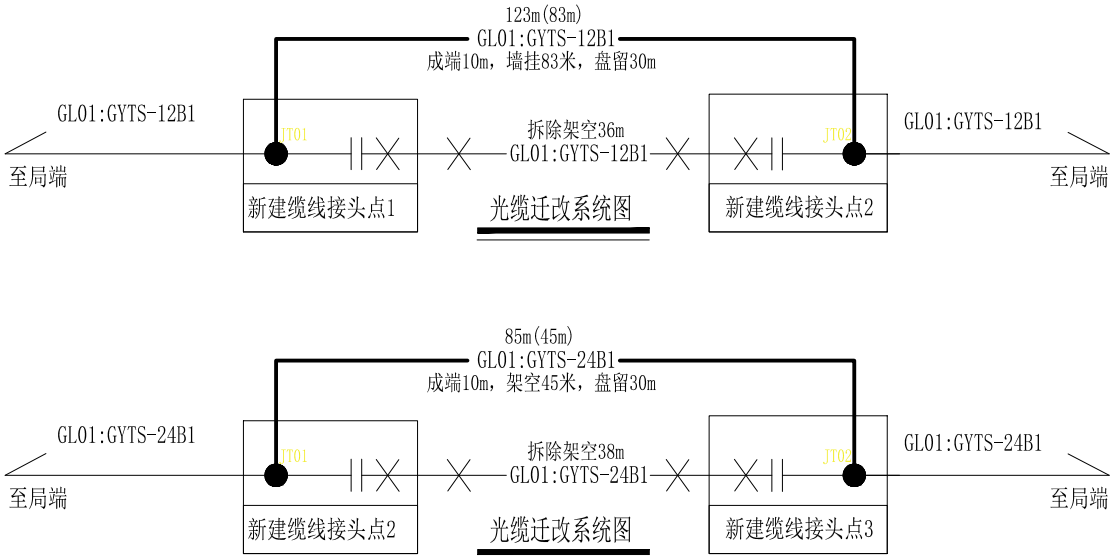 123m(83m)
GL01:GYTS-12B1
成端10m，墙挂83米，盘留30m
GL01:GYTS-12B1
GL01:GYTS-12B1
JT01
拆除架空36m
JT02
GL01:GYTS-12B1
至局端
至局端
新建缆线接头点1
光缆迁改系统图
新建缆线接头点2
85m(45m)
GL01:GYTS-24B1
成端10m，架空45米，盘留30m
GL01:GYTS-24B1
GL01:GYTS-24B1
JT01
拆除架空38m
JT02
GL01:GYTS-24B1
至局端
至局端
新建缆线接头点2
光缆迁改系统图
新建缆线接头点3